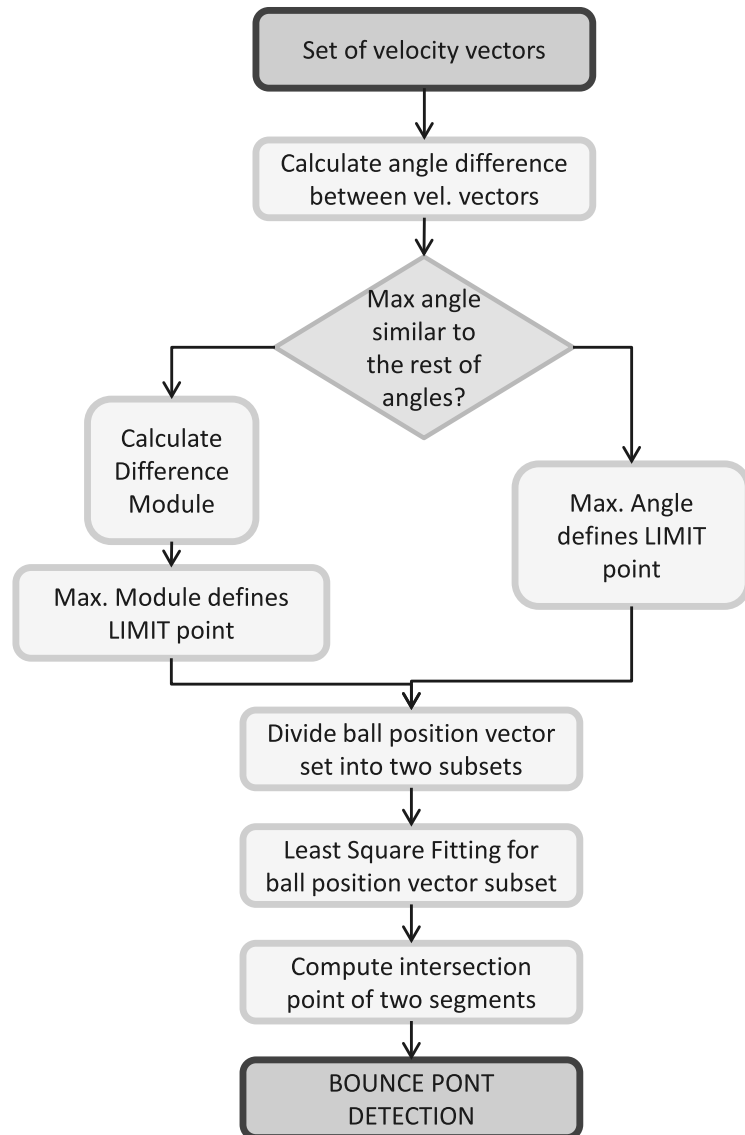 Set of velocity vectors
Calculate angle difference
between vel. vectors
Max angle
similar to
the rest of
angles?
Calculate
Difference
Module
Max. Angle
defines LIMIT
point
Max. Module defines
LIMIT point
Divide ball position vector
set into two subsets
Least Square Fitting for
ball position vector subset
Compute intersection
point of two segments
BOUNCE PONT
DETECTION